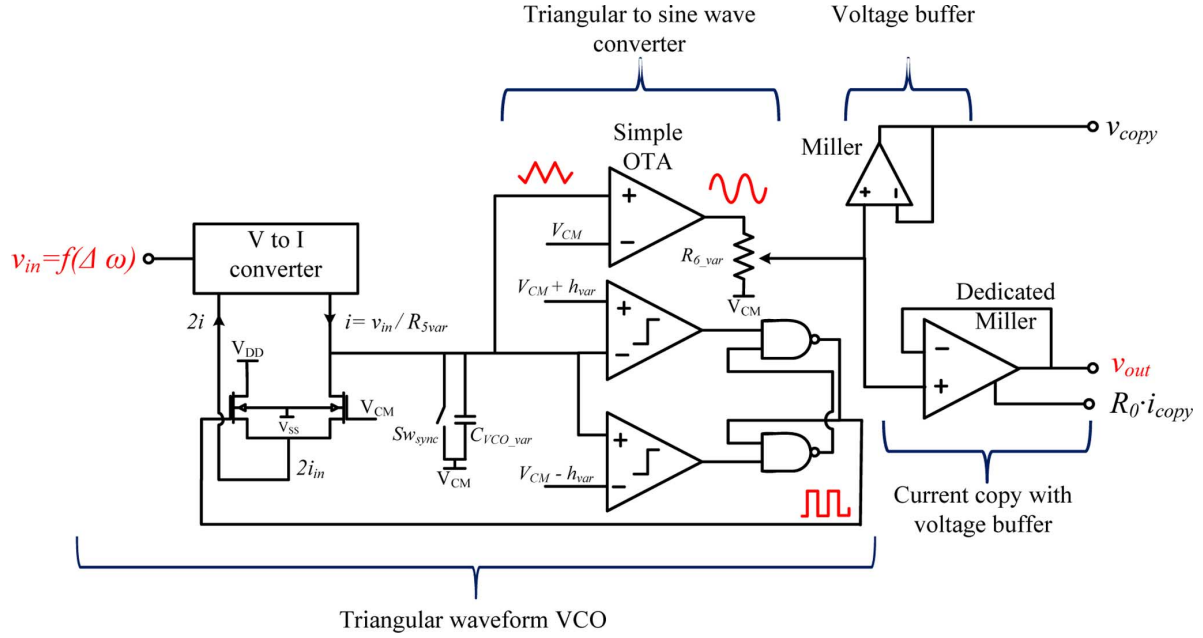 Triangular to sine wave
converter
Voltage buffer
Simple
OTA
Miller
v_copy
+
−
+
V_CM
−
V to I
converter
v_in=f(Δ ω)
R_6_var
V_CM
V_CM + h_var
+
−
Dedicated
Miller
−
+
2i
i= v_in / R_5var
V_DD
V_CM
V_SS
v_out
R_0·i_copy
Sw_sync
C_VCO_var
V_CM
+
V_CM - h_var
−
2i_in
Current copy with
voltage buffer
Triangular waveform VCO